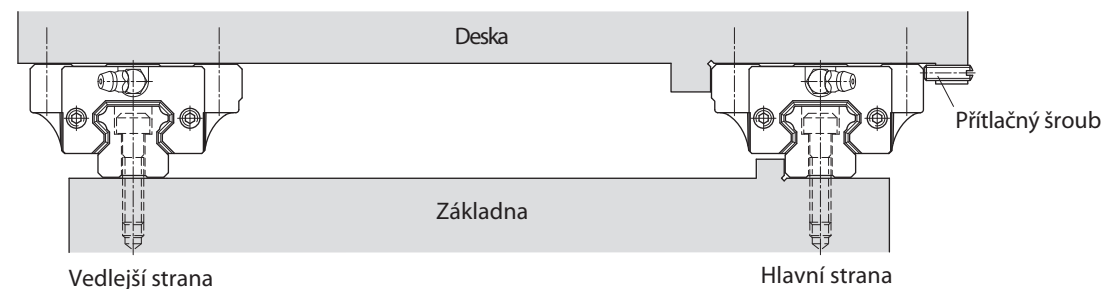 Deska
Přítlačný šroub
Základna
Vedlejší strana
Hlavní strana